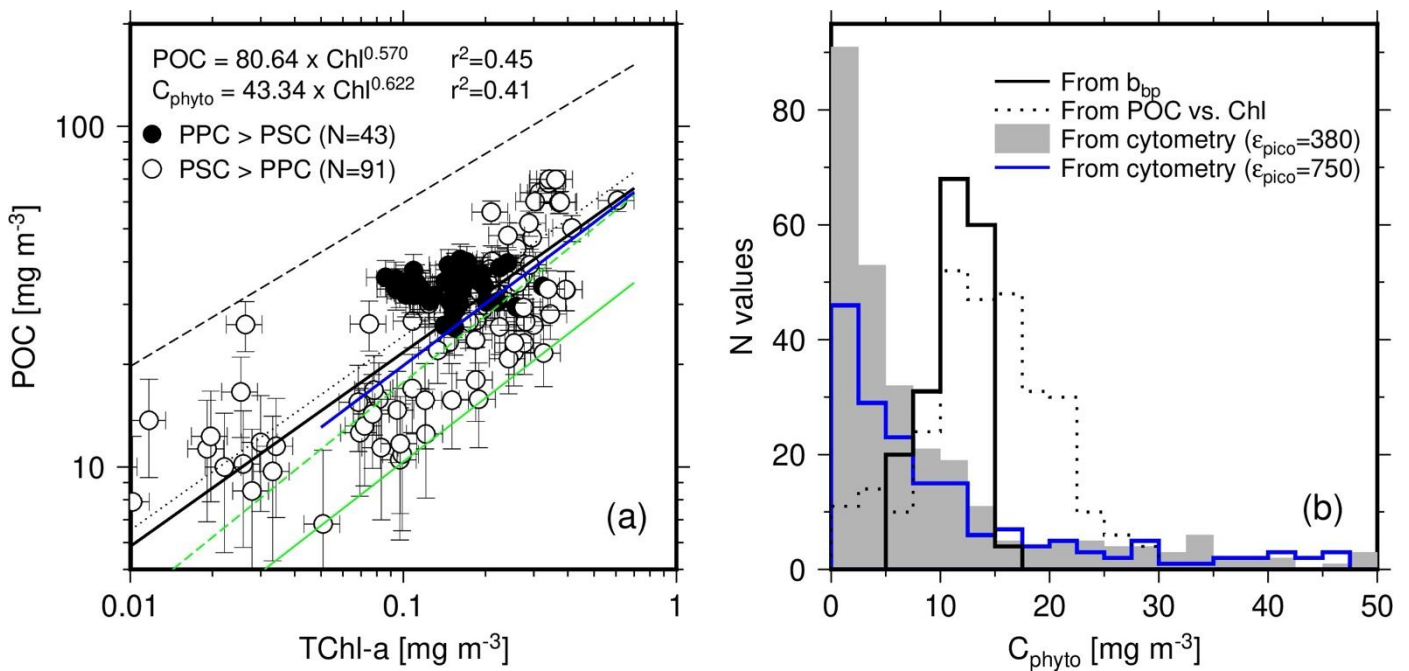 POC = 80.64 x Chl^0.570 r²=0.45
C_phyto = 43.34 x Chl^0.622 r²=0.41
PPC > PSC (N=43)
PSC > PPC (N=91)
100
10
POC [mg m⁻³]
(a)
0.01 0.1 1
TChl-a [mg m⁻³]
From b_bp
From POC vs. Chl
From cytometry (ε_pico=380)
From cytometry (ε_pico=750)
80
60
40
20
0
N values
(b)
0 10 20 30 40 50
C_phyto [mg m⁻³]